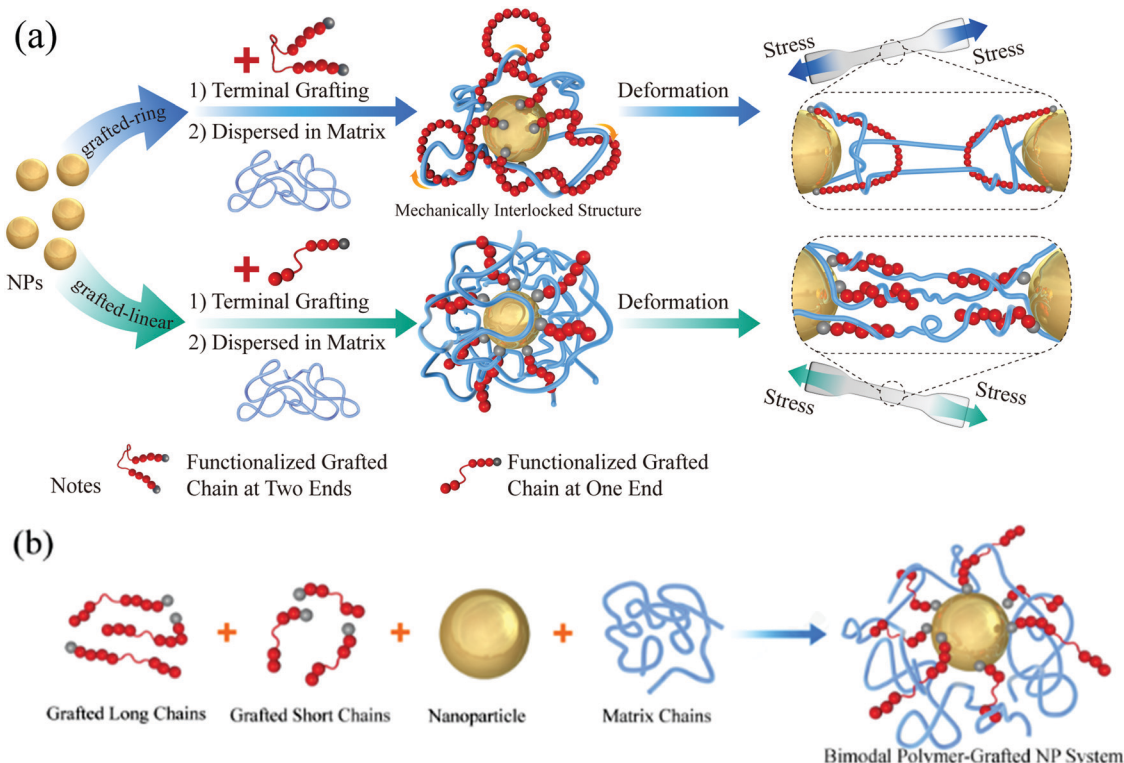 (a)
NPs
grafted-ring
grafted-linear
1) Terminal Grafting
2) Dispersed in Matrix
Mechanically Interlocked Structure
Deformation
Stress
Stress
1) Terminal Grafting
2) Dispersed in Matrix
Deformation
Stress
Stress
Notes
Functionalized Grafted
Chain at Two Ends
Functionalized Grafted
Chain at One End
(b)
Grafted Long Chains
Grafted Short Chains
Nanoparticle
Matrix Chains
Bimodal Polymer-Grafted NP System